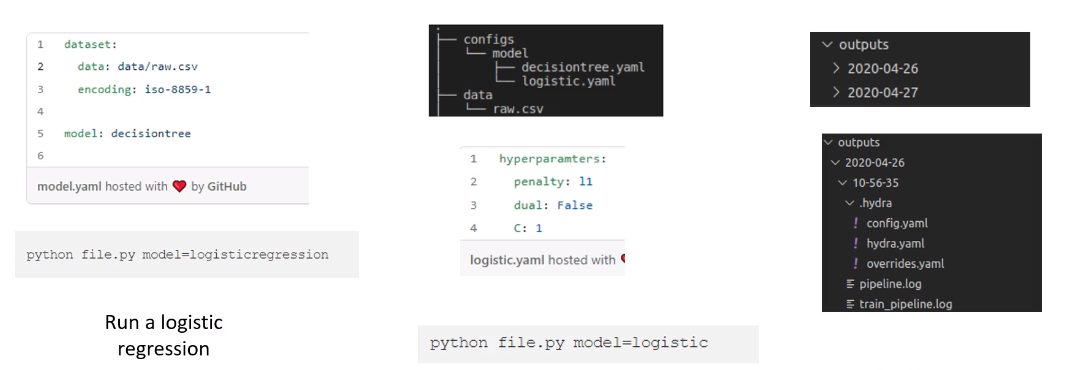 1 dataset:
2 data: data/raw.csv
3 encoding: iso-8859-1
4
5 model: decisiontree
6
model.yaml hosted with ❤ by GitHub
python file.py model=logisticregression
Run a logistic
regression
.
├── configs
│ └── model
│ ├── decisiontree.yaml
│ └── logistic.yaml
├── data
│ └── raw.csv
1 hyperparamters:
2 penalty: l1
3 dual: False
4 C: 1
logistic.yaml hosted with ❤
python file.py model=logistic
outputs
2020-04-26
2020-04-27
outputs
2020-04-26
10-56-35
.hydra
! config.yaml
! hydra.yaml
! overrides.yaml
pipeline.log
train_pipeline.log